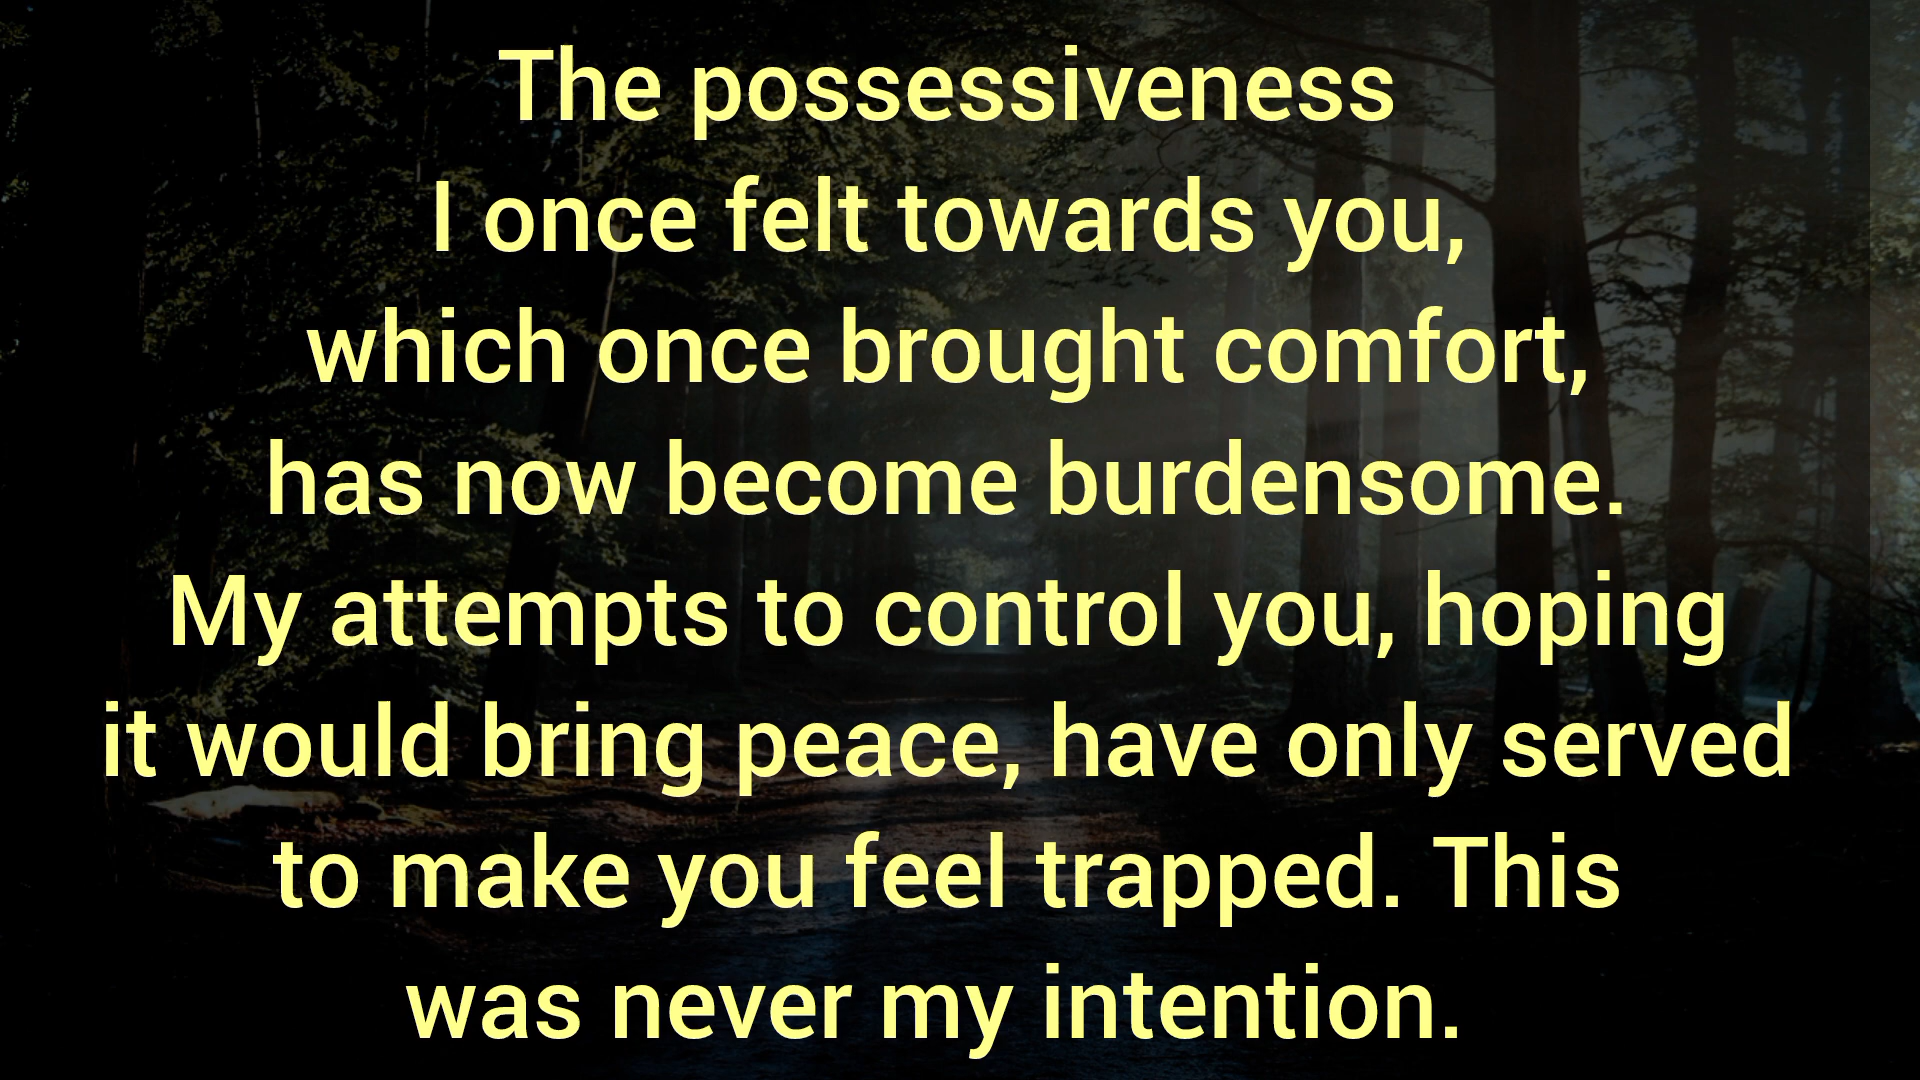 The possessiveness
I once felt towards you,
which once brought comfort,
has now become burdensome.
My attempts to control you, hoping
it would bring peace, have only served
to make you feel trapped. This
was never my intention.